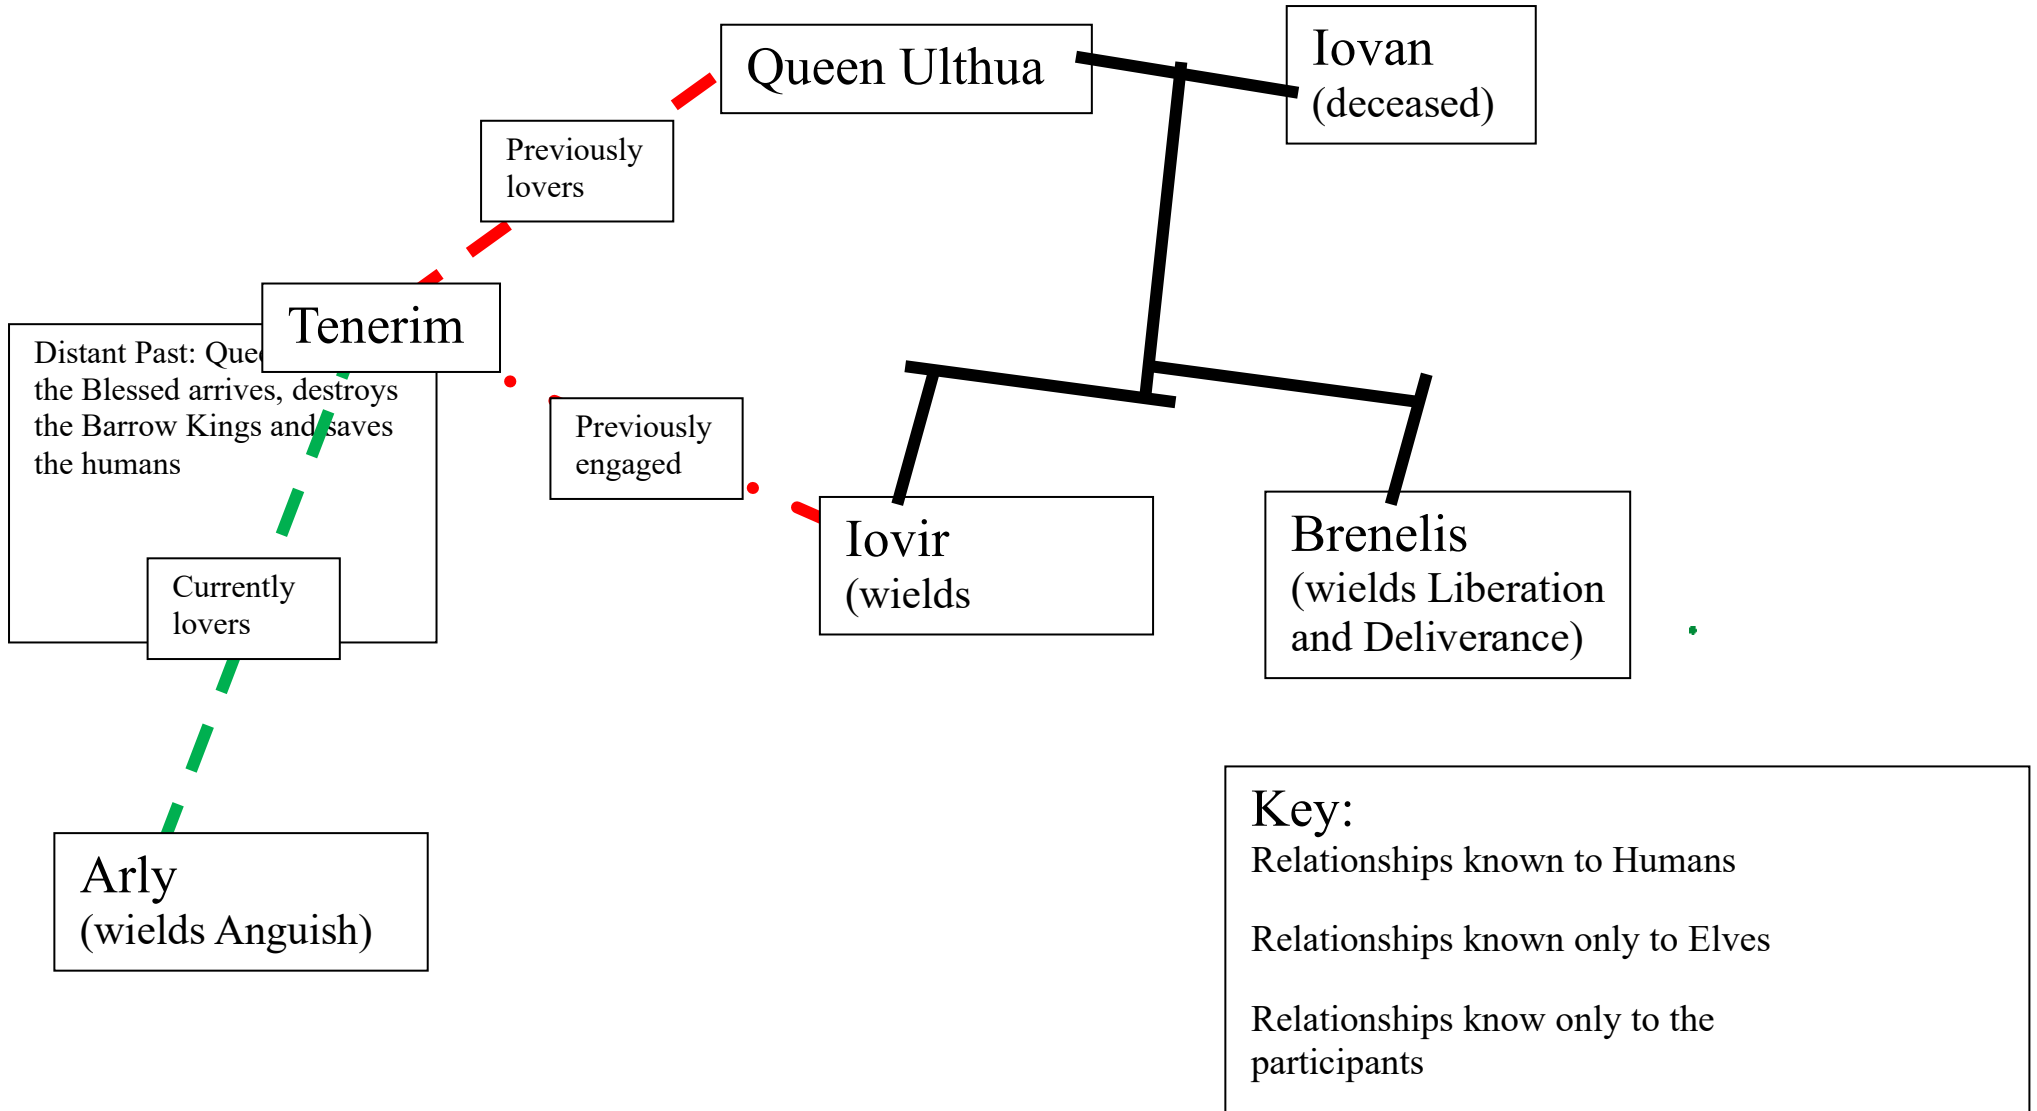 Queen Ulthua
Iovan
(deceased)
Previously
lovers
Tenerim
Distant Past:
the Blessed arrives, destroys
the Barrow Kings and saves
the humans
Previously
engaged
Currently
lovers
Iovir
(wields
Brenelis
(wields Liberation
and Deliverance)
Arly
(wields Anguish)
Key:
Relationships known to Humans
Relationships known only to Elves
Relationships know only to the
participants